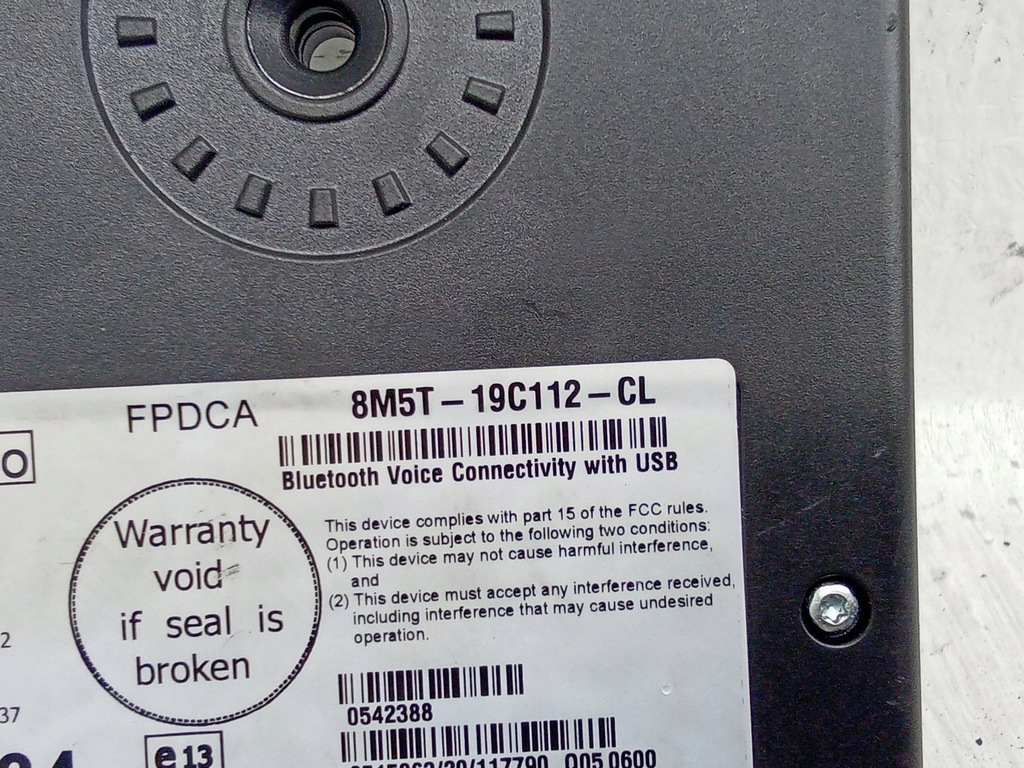 FPDCA
8M5T-19C112-CL
Bluetooth Voice Connectivity with USB
This device complies with part 15 of the FCC rules.
Operation is subject to the following two conditions:
(1) This device may not cause harmful interference,
and
(2) This device must accept any interference received,
including interference that may cause undesired
operation.
Warranty
void
if seal is
broken
0542388
e13
2
37